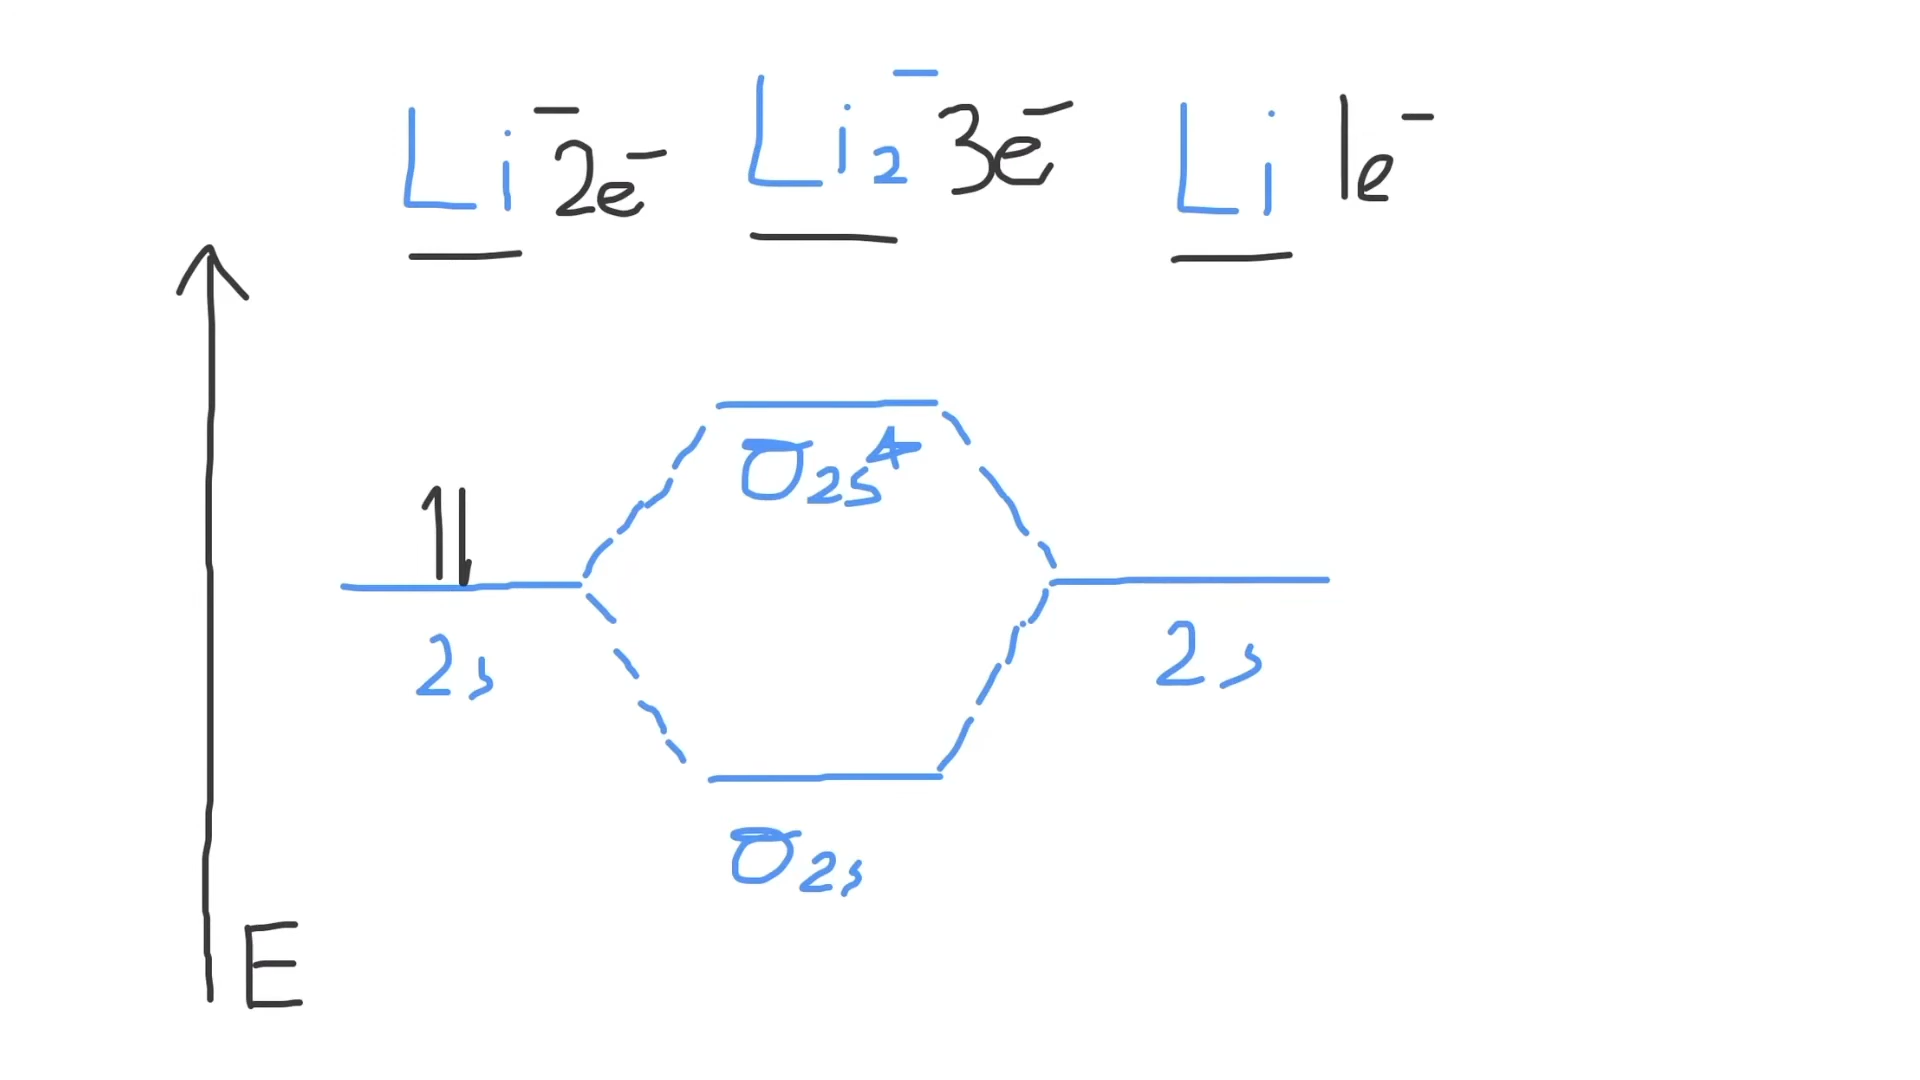 Li⁻ 2e⁻ Li₂⁻ 3e⁻ Li 1e⁻
σ2s*
2s 2s
σ2s
E